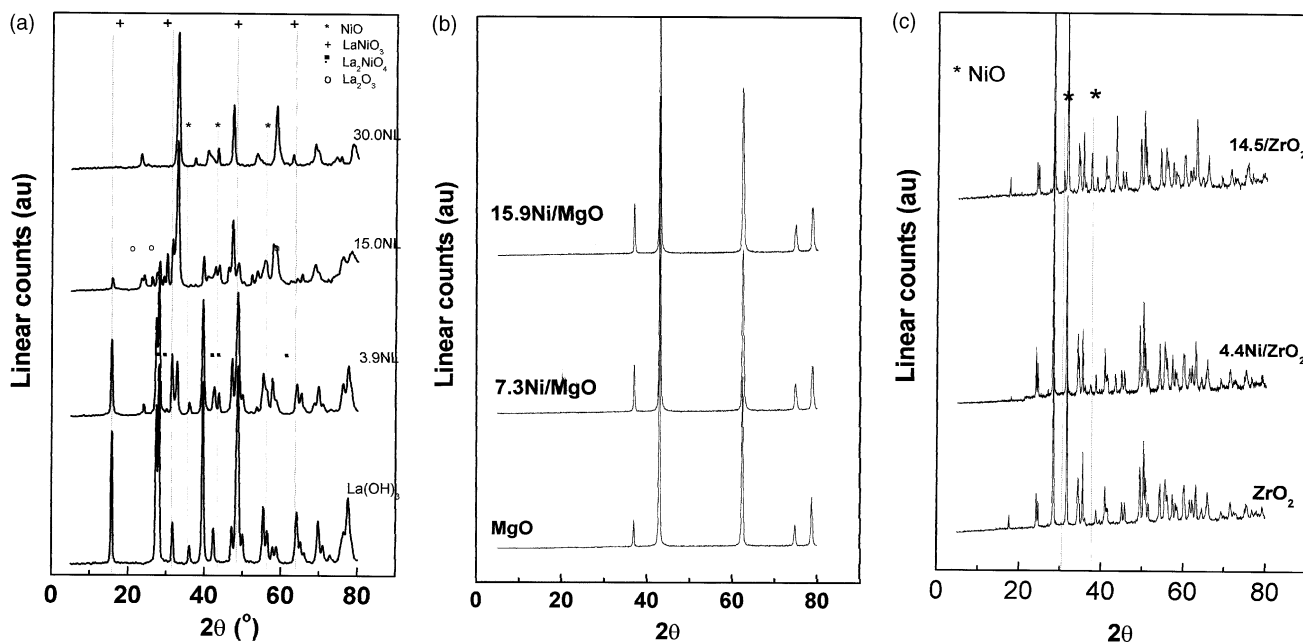 (a)
+ + + +
* NiO
+ LaNiO3
▪ La2NiO4
○ La2O3
30.0NL
15.0NL
3.9NL
La(OH)3
Linear counts (au)
0 20 40 60 80
2θ (°)
(b)
15.9Ni/MgO
7.3Ni/MgO
MgO
Linear counts (au)
0 20 40 60 80
2θ
(c)
* NiO
* *
14.5/ZrO2
4.4Ni/ZrO2
ZrO2
Linear counts (au)
0 20 40 60 80
2θ